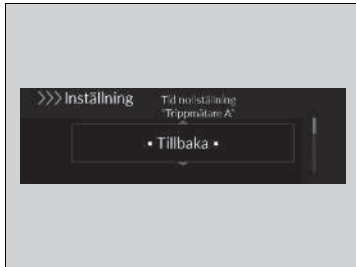 >>> Inställning
Tid nollställning
"Trippmätare A"
▪ Tillbaka ▪